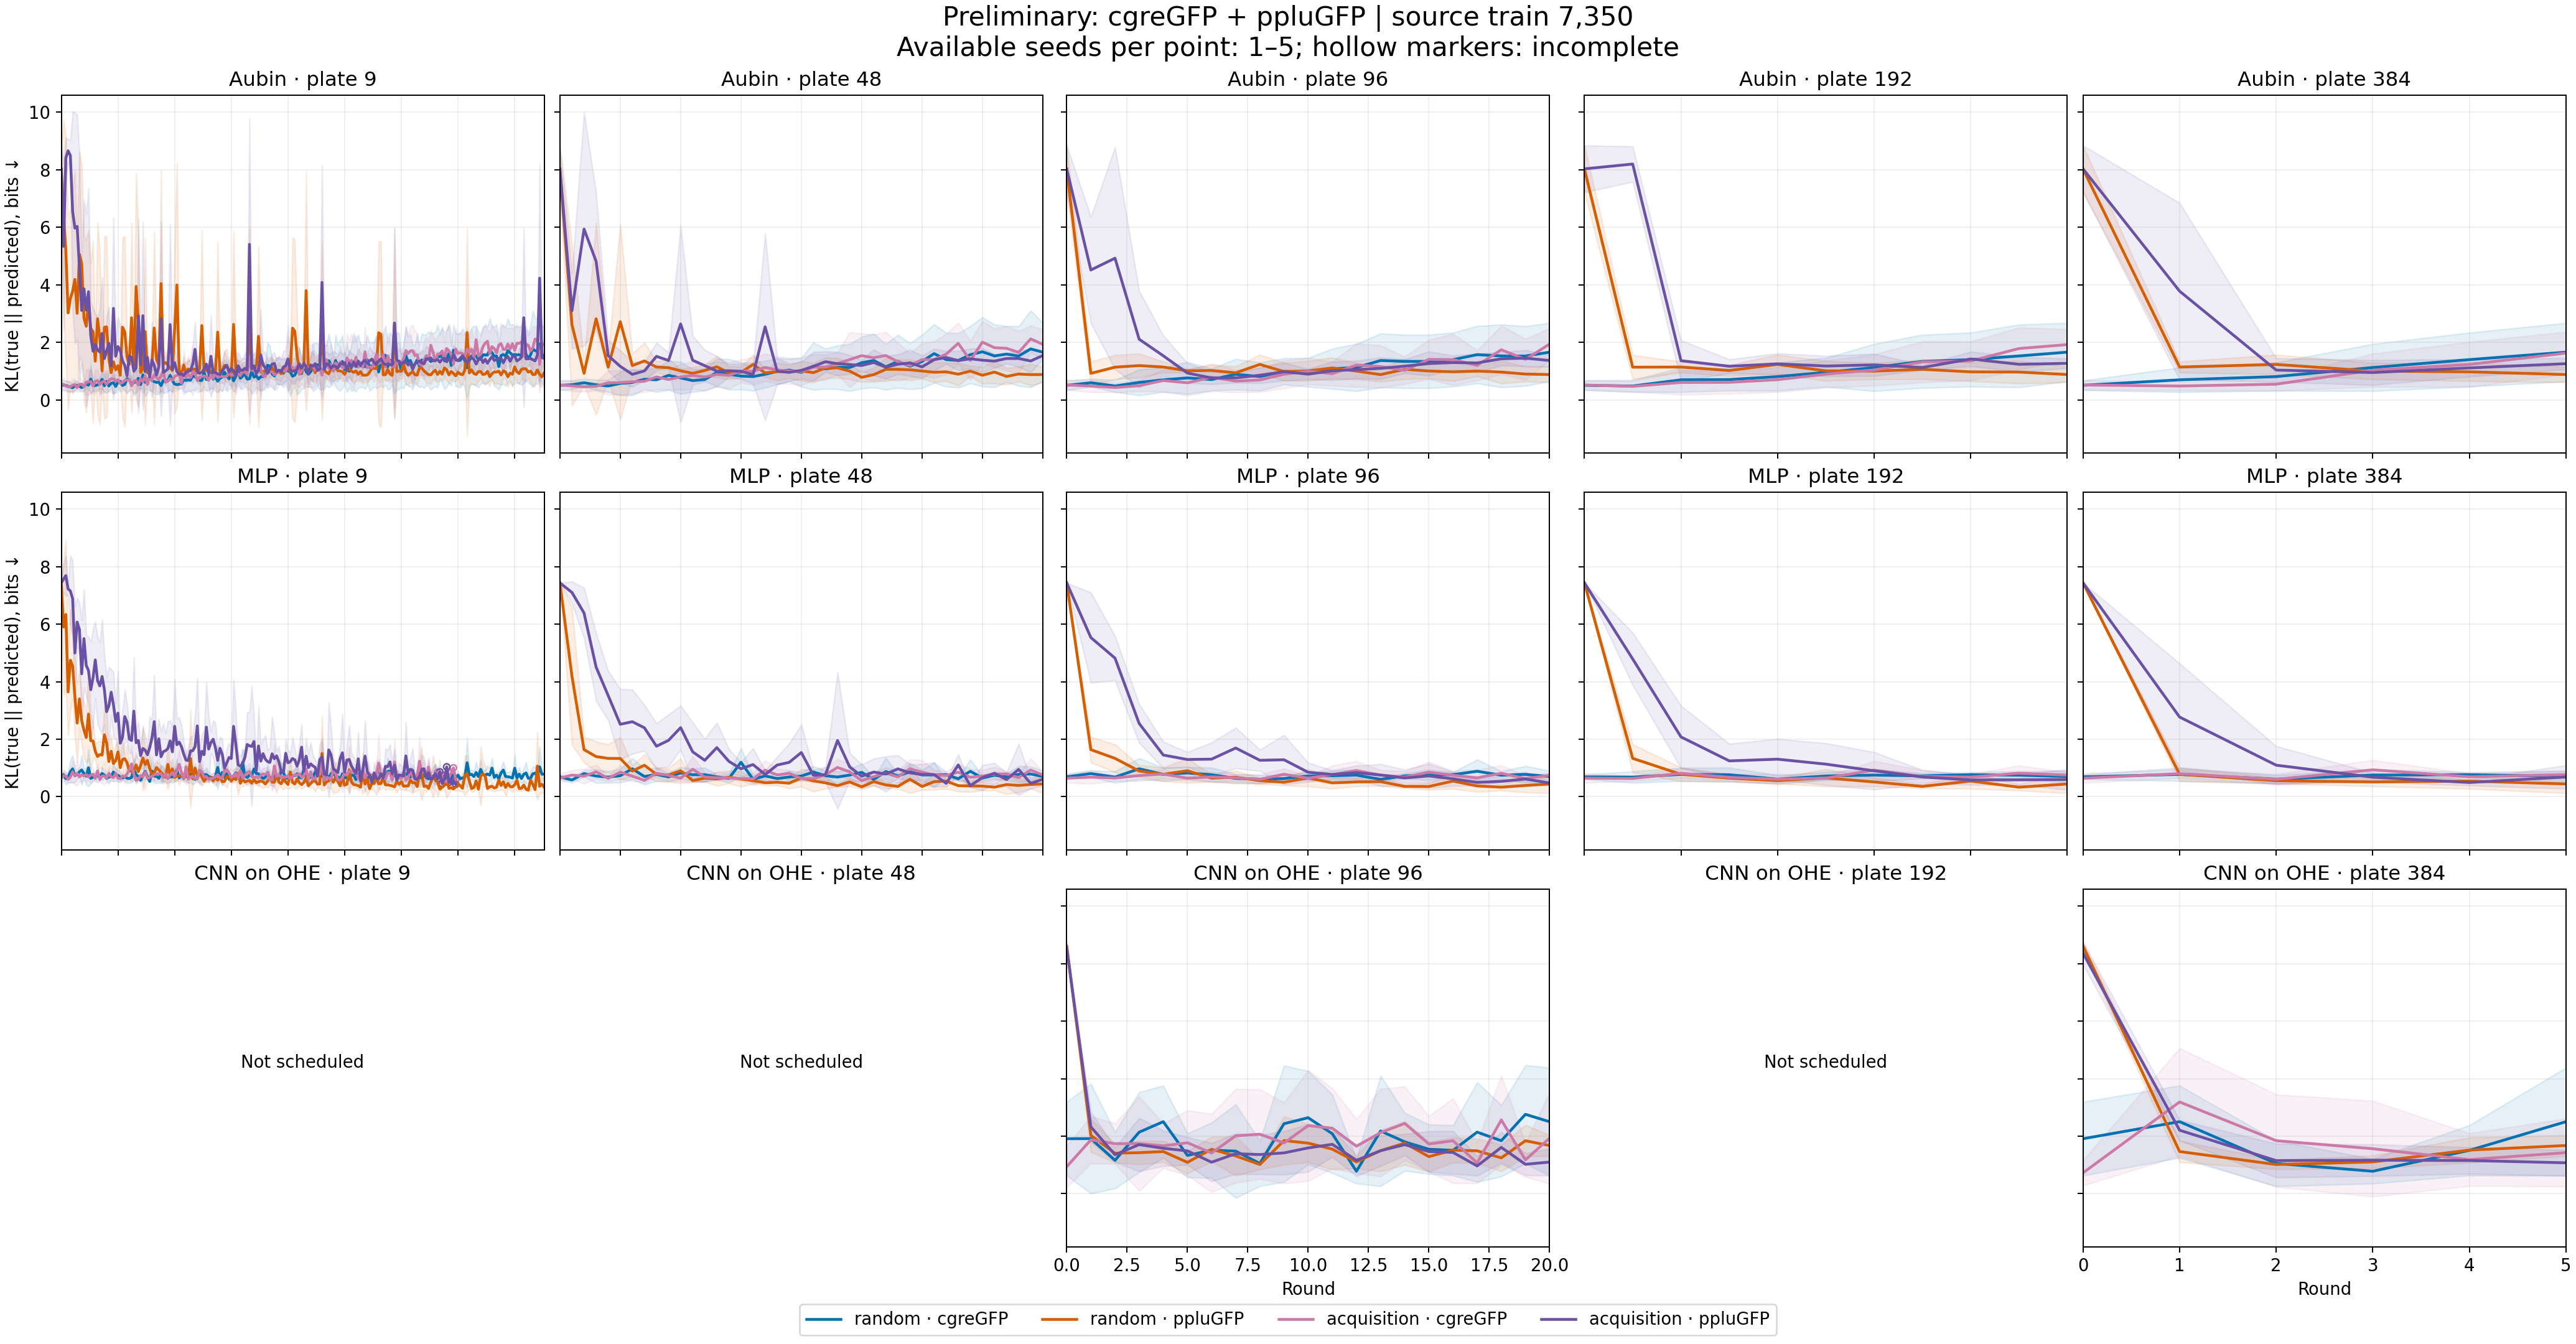 Preliminary: cgreGFP + ppluGFP | source train 7,350
Available seeds per point: 1–5; hollow markers: incomplete
Aubin · plate 9
Aubin · plate 48
Aubin · plate 96
Aubin · plate 192
Aubin · plate 384
KL(true || predicted), bits ↓
10
8
6
4
2
0
MLP · plate 9
MLP · plate 48
MLP · plate 96
MLP · plate 192
MLP · plate 384
KL(true || predicted), bits ↓
10
8
6
4
2
0
CNN on OHE · plate 9
CNN on OHE · plate 48
CNN on OHE · plate 96
CNN on OHE · plate 192
CNN on OHE · plate 384
Not scheduled
Not scheduled
Not scheduled
0.0 2.5 5.0 7.5 10.0 12.5 15.0 17.5 20.0
Round
0 1 2 3 4 5
Round
random · cgreGFP
random · ppluGFP
acquisition · cgreGFP
acquisition · ppluGFP